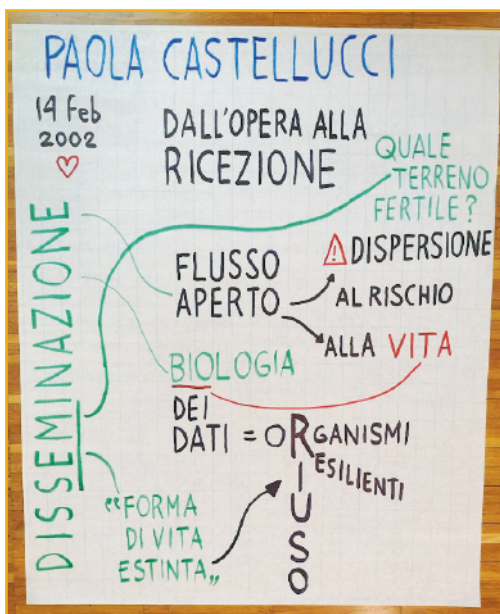 PAOLA CASTELLUCCI
14 Feb
2002
DALL'OPERA ALLA
RICEZIONE
QUALE
TERRENO
FERTILE?
DISSEMINAZIONE
FLUSSO
APERTO
DISPERSIONE
AL RISCHIO
ALLA VITA
BIOLOGIA
DEI
DATI = ORGANISMI
RESILIENTI
RIUSO
“FORMA
DI VITA
ESTINTA„